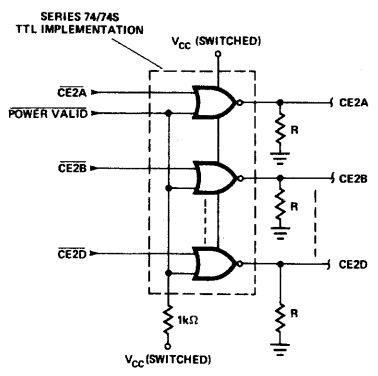 SERIES 74/74S
TTL IMPLEMENTATION
VCC (SWITCHED)
CE2A
CE2A
POWER VALID
R
CE2B
CE2B
R
CE2D
CE2D
1kΩ
R
VCC (SWITCHED)